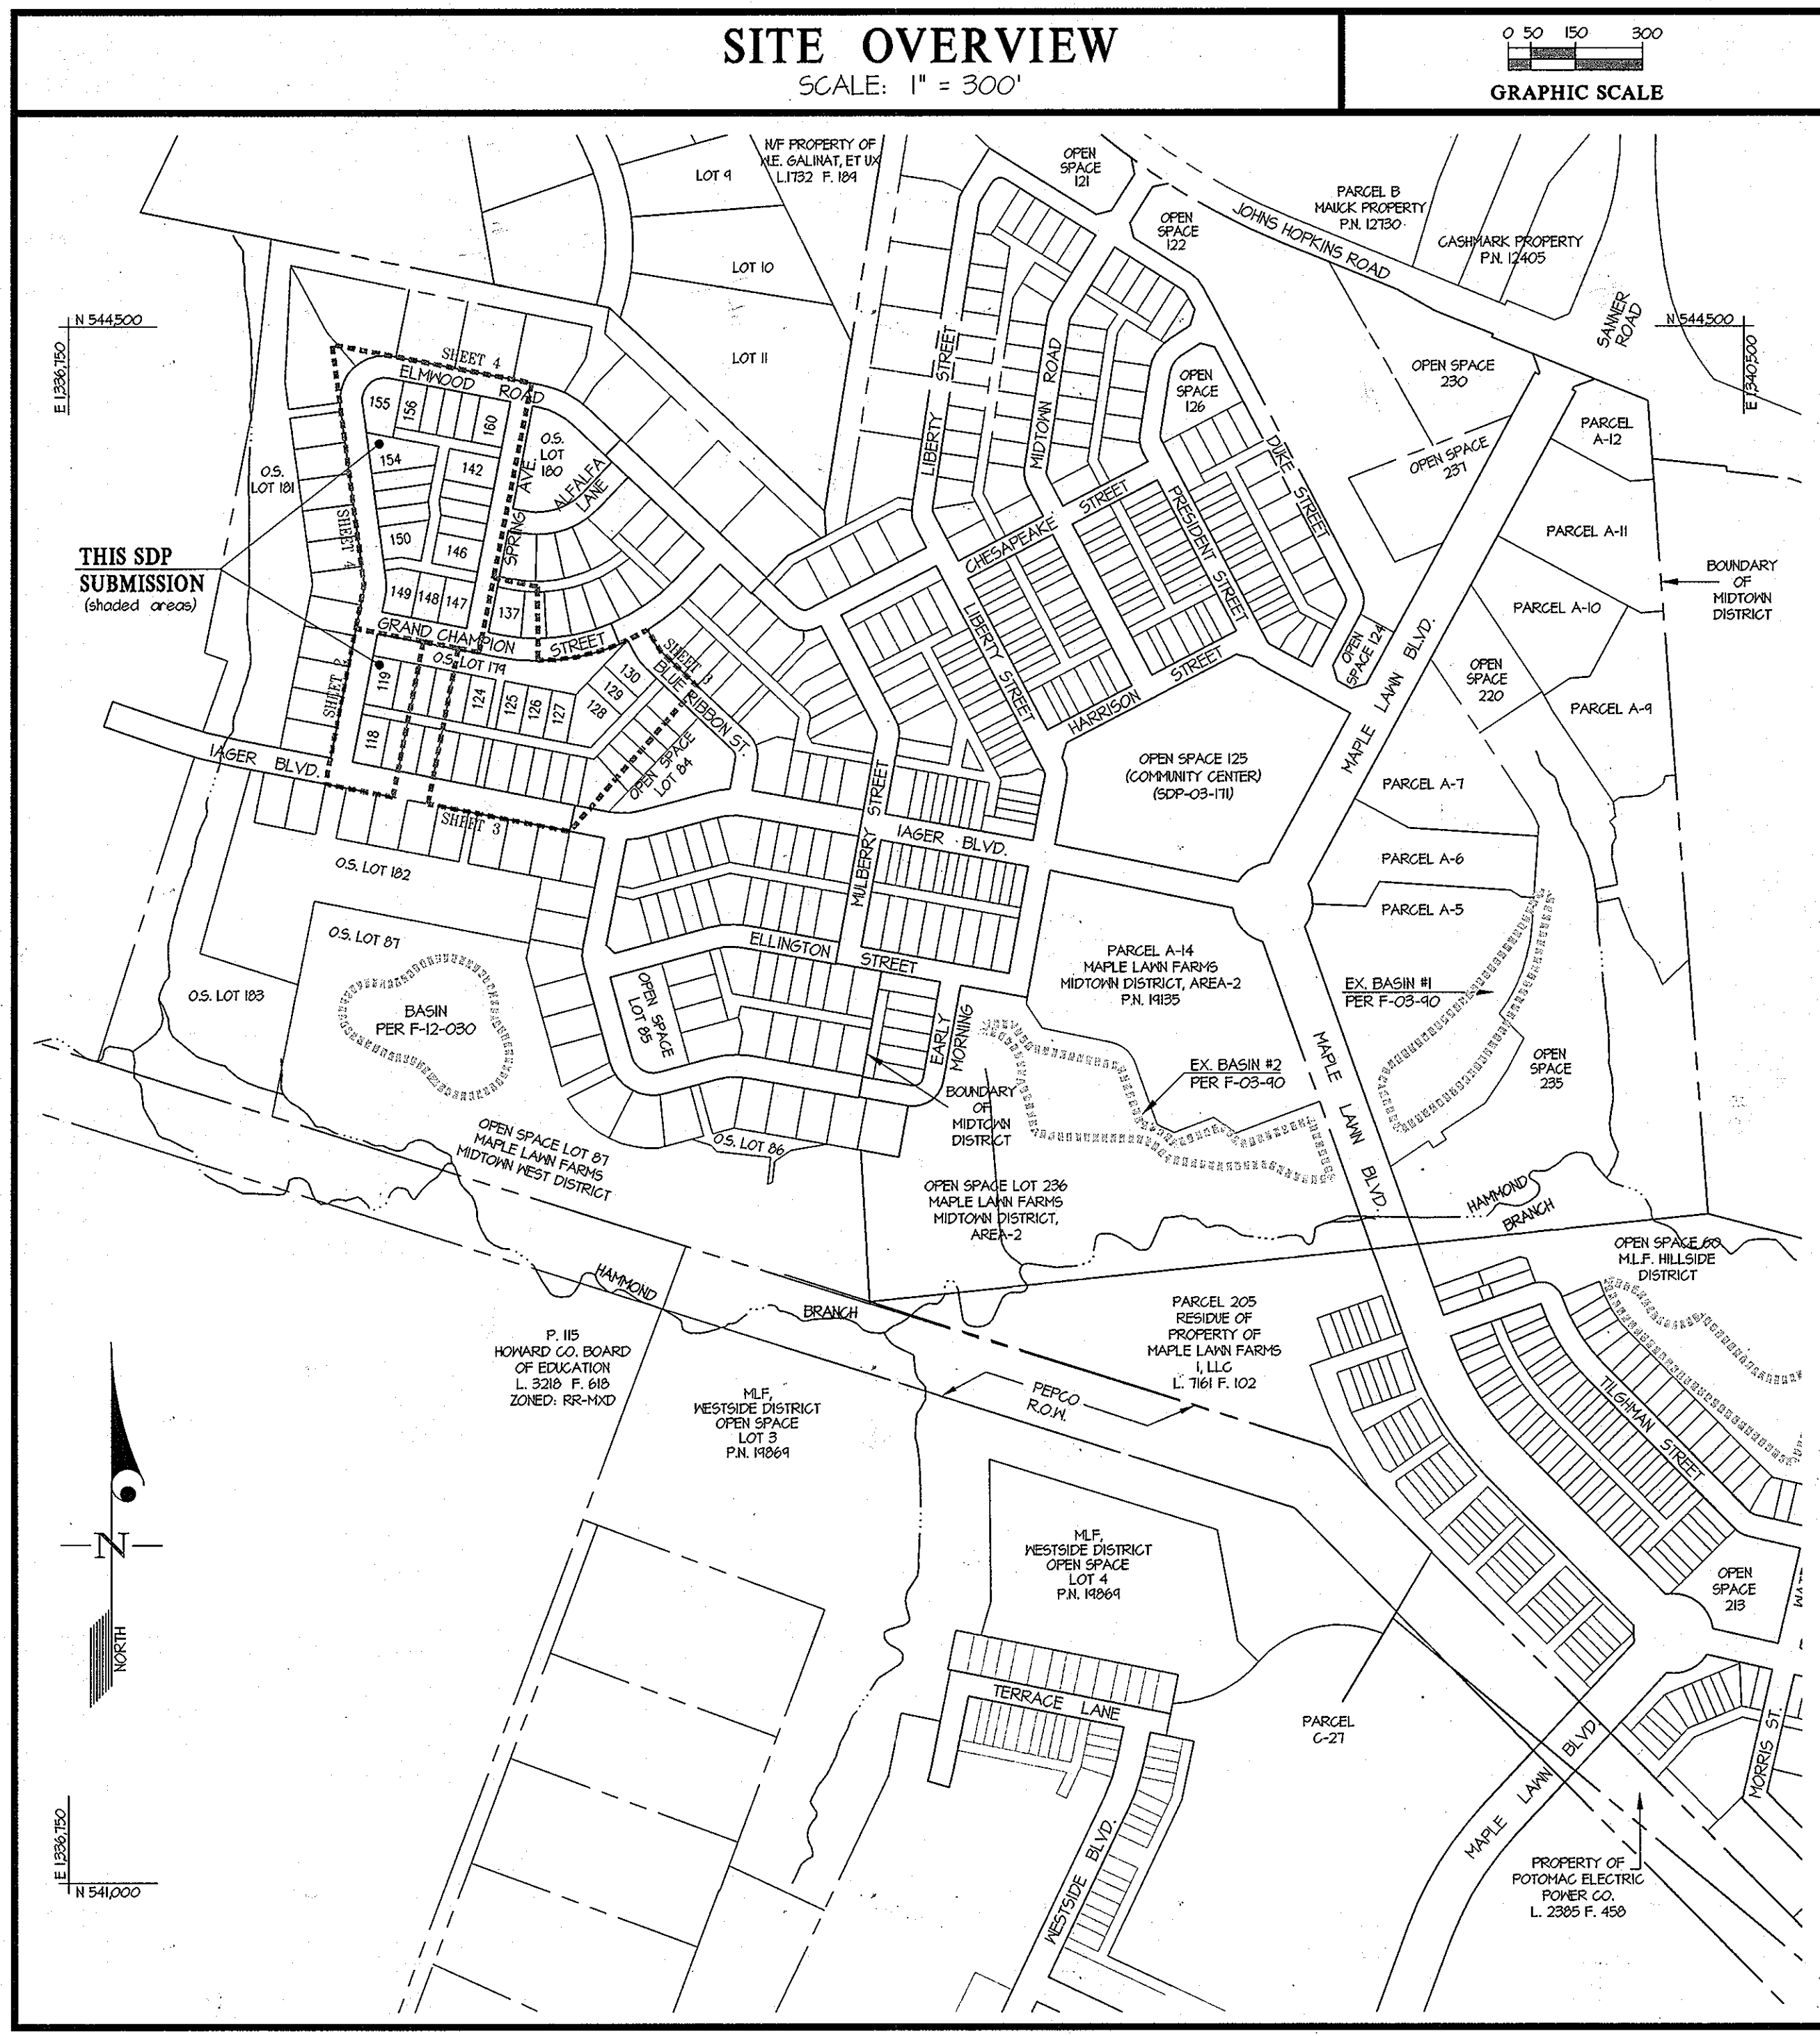 SITE OVERVIEW
SCALE: 1" = 300'
0 50 150 300
GRAPHIC SCALE
N/F PROPERTY OF
W.E. GALINAT, ET UX
L.1732 F. 189
LOT 9
LOT 10
LOT 11
OPEN
SPACE
121
OPEN
SPACE
122
JOHNS HOPKINS ROAD
PARCEL B
MAUCK PROPERTY
P.N. 12730
CASHMARK PROPERTY
P.N. 12405
SANNER
ROAD
N 544,500
E 1,336,750
N 544,500
E 1,340,500
SHEET 4
ELMWOOD ROAD
155
156
160
154
142
150
146
149
148
147
137
O.S.
LOT
180
ALFALFA
LANE
SPRING AVE.
O.S.
LOT 181
SHEET 4
THIS SDP
SUBMISSION
(shaded areas)
GRAND CHAMPION STREET
O.S. LOT 179
SHEET 2
119
118
124
125
126
127
128
129
130
SHEET 3
BLUE RIBBON ST.
OPEN SPACE
LOT 84
IAGER BLVD.
SHEET 3
LIBERTY STREET
MIDTOWN ROAD
OPEN
SPACE
126
DUKE STREET
PRESIDENT STREET
CHESAPEAKE STREET
LIBERTY STREET
HARRISON STREET
OPEN
SPACE 124
MAPLE LAWN BLVD.
OPEN SPACE
230
OPEN SPACE
237
PARCEL
A-12
PARCEL A-11
PARCEL A-10
BOUNDARY
OF
MIDTOWN
DISTRICT
OPEN
SPACE
220
PARCEL A-9
PARCEL A-7
PARCEL A-6
PARCEL A-5
OPEN SPACE 125
(COMMUNITY CENTER)
(SDP-03-171)
MULBERRY STREET
IAGER BLVD.
O.S. LOT 182
O.S. LOT 87
O.S. LOT 183
BASIN
PER F-12-030
ELLINGTON STREET
OPEN SPACE
LOT 85
EARLY
MORNING
PARCEL A-14
MAPLE LAWN FARMS
MIDTOWN DISTRICT, AREA-2
P.N. 19135
EX. BASIN #1
PER F-03-90
EX. BASIN #2
PER F-03-90
OPEN
SPACE
235
MAPLE LAWN BLVD.
BOUNDARY
OF
MIDTOWN
DISTRICT
OPEN SPACE LOT 87
MAPLE LAWN FARMS
MIDTOWN WEST DISTRICT
O.S. LOT 86
OPEN SPACE LOT 236
MAPLE LAWN FARMS
MIDTOWN DISTRICT,
AREA-2
HAMMOND
BRANCH
OPEN SPACE 60
M.L.F. HILLSIDE
DISTRICT
HAMMOND BRANCH
PARCEL 205
RESIDUE OF
PROPERTY OF
MAPLE LAWN FARMS
I, LLC
L. 7161 F. 102
P. 115
HOWARD CO. BOARD
OF EDUCATION
L. 3218 F. 618
ZONED: RR-MXD
MLF,
WESTSIDE DISTRICT
OPEN SPACE
LOT 3
P.N. 19869
PEPCO
R.O.W.
TILGHMAN STREET
MLF,
WESTSIDE DISTRICT
OPEN SPACE
LOT 4
P.N. 19869
OPEN
SPACE
213
N
NORTH
TERRACE LANE
PARCEL
C-27
WESTSIDE BLVD.
MAPLE LAWN BLVD.
MORRIS ST.
PROPERTY OF
POTOMAC ELECTRIC
POWER CO.
L. 2385 F. 458
E 1,336,750
N 541,000